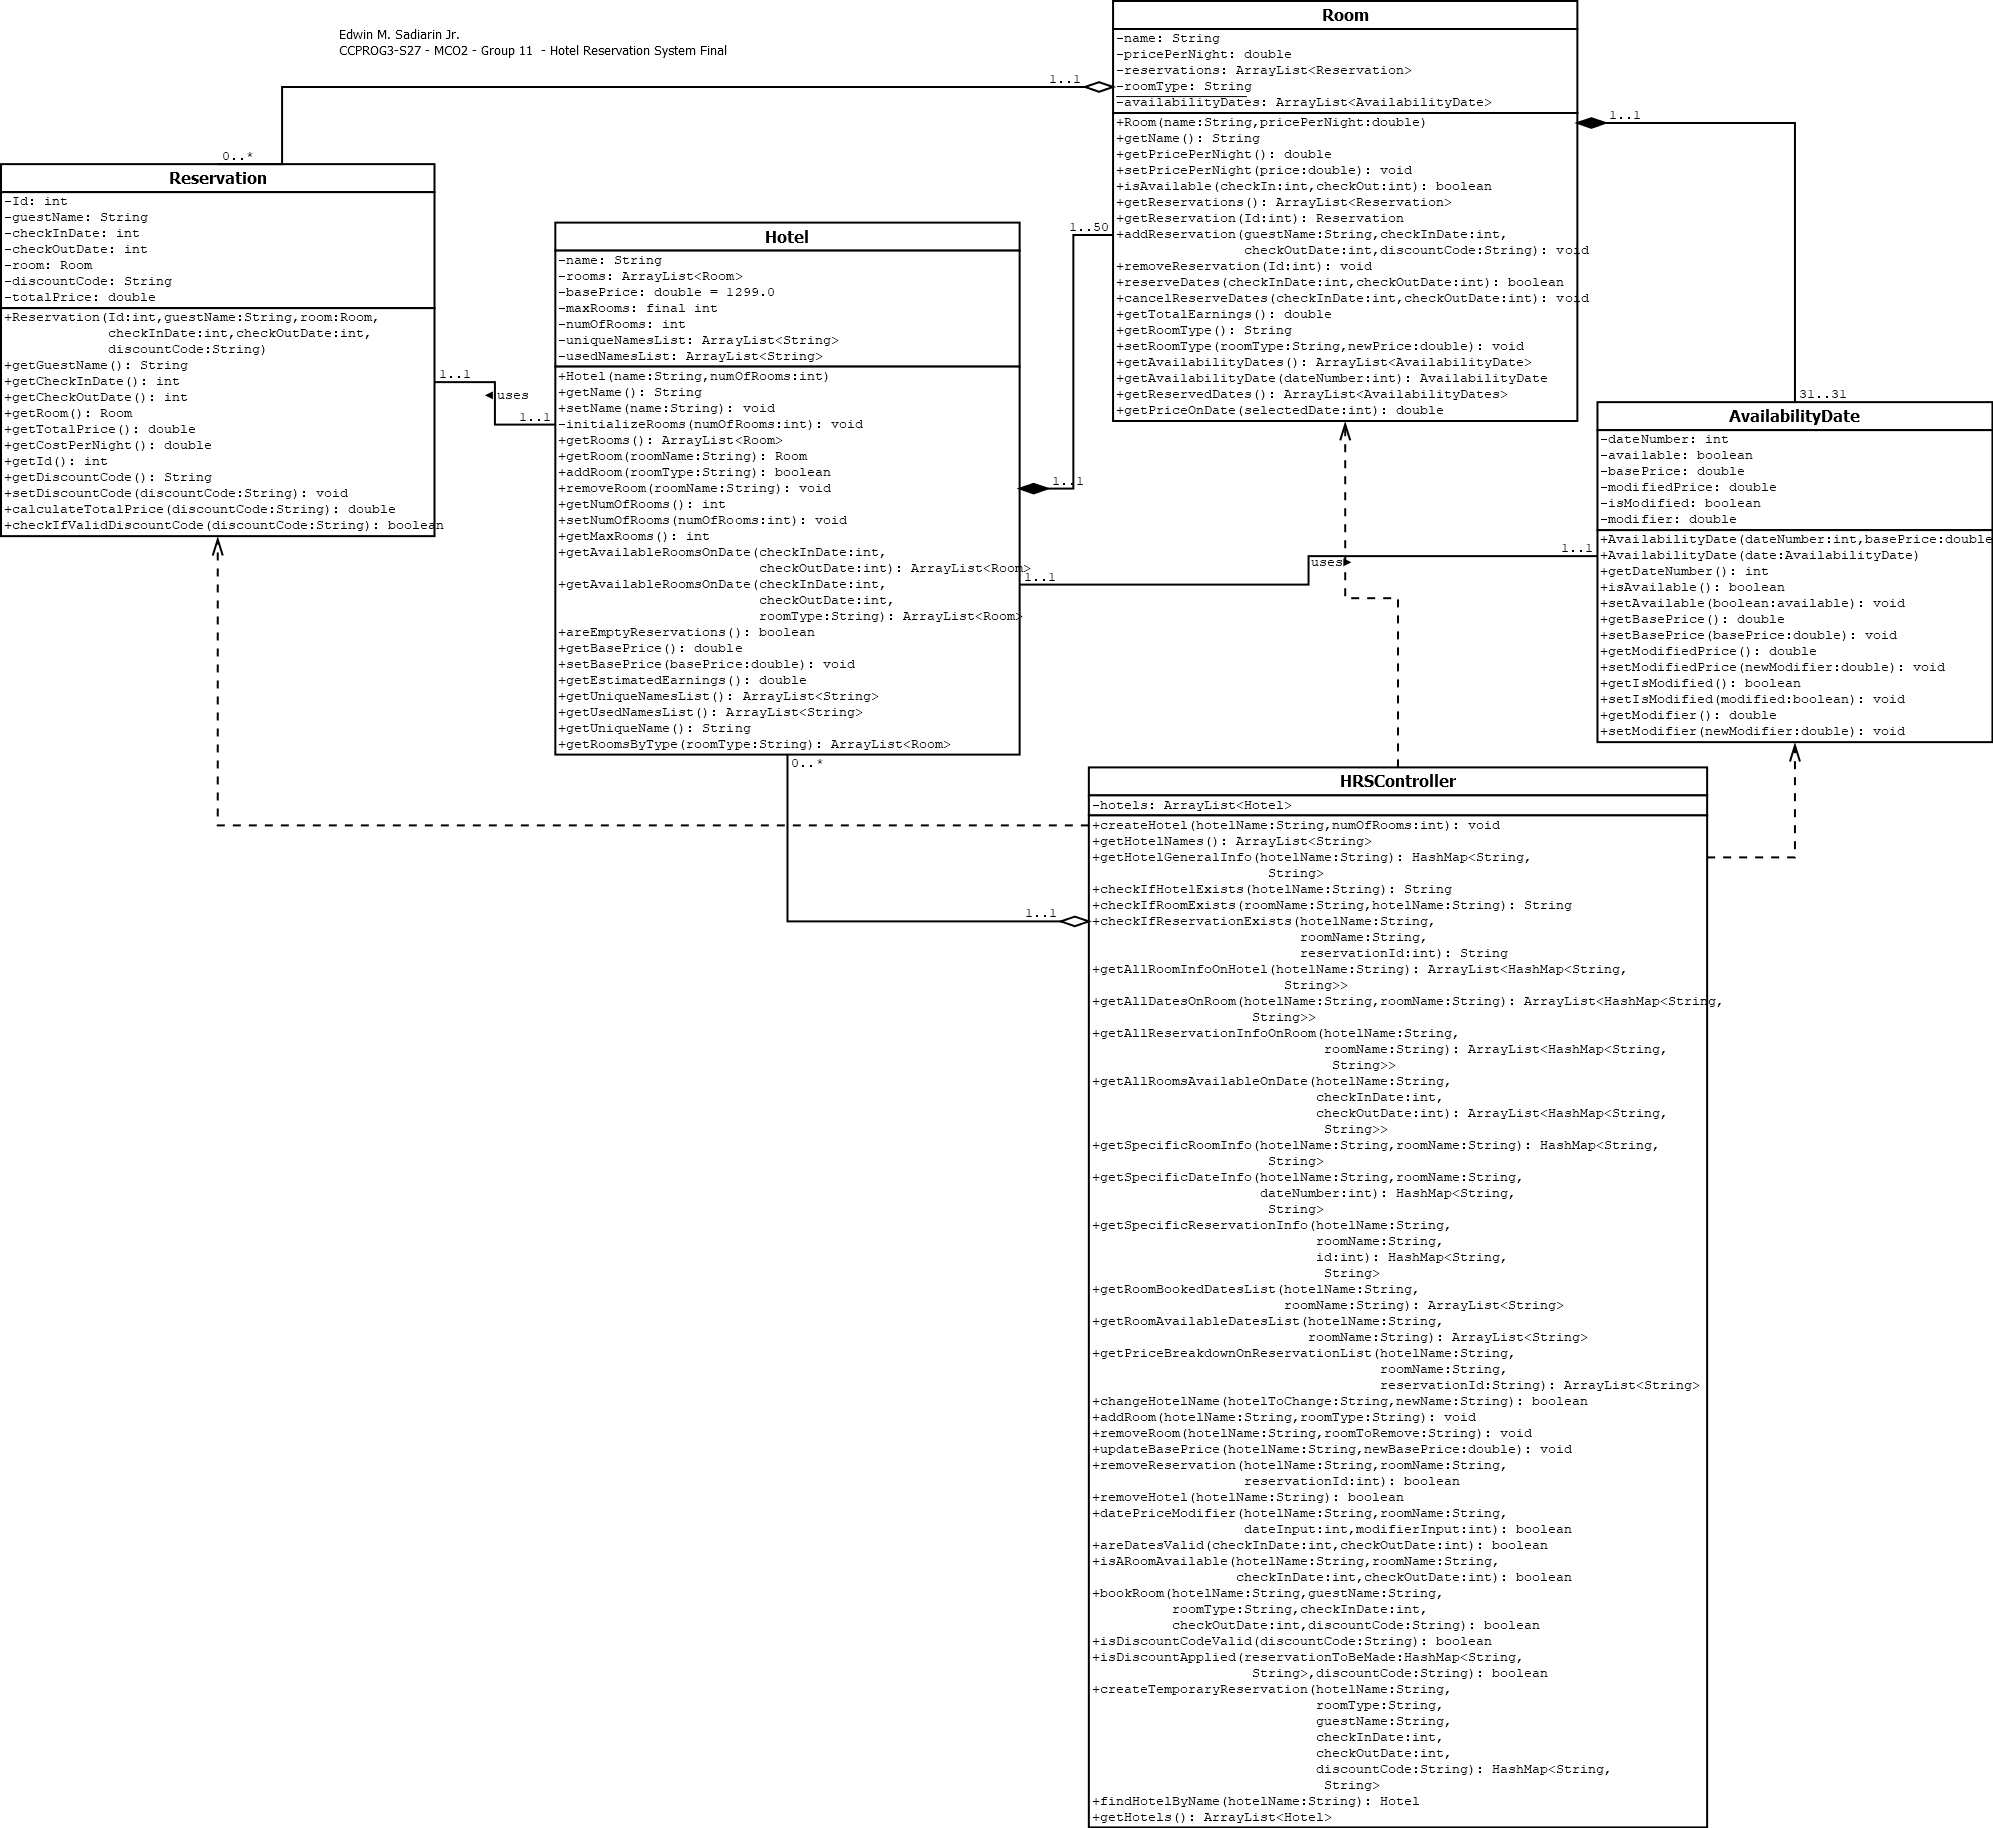 Edwin M. Sadiarin Jr.
CCPROG3-S27 - MCO2 - Group 11  - Hotel Reservation System Final
Room
-name: String
-pricePerNight: double
-reservations: ArrayList<Reservation>
-roomType: String
-availabilityDates: ArrayList<AvailabilityDate>
+Room(name:String,pricePerNight:double)
+getName(): String
+getPricePerNight(): double
+setPricePerNight(price:double): void
+isAvailable(checkIn:int,checkOut:int): boolean
+getReservations(): ArrayList<Reservation>
+getReservation(Id:int): Reservation
+addReservation(guestName:String,checkInDate:int,
checkOutDate:int,discountCode:String): void
+removeReservation(Id:int): void
+reserveDates(checkInDate:int,checkOutDate:int): boolean
+cancelReserveDates(checkInDate:int,checkOutDate:int): void
+getTotalEarnings(): double
+getRoomType(): String
+setRoomType(roomType:String,newPrice:double): void
+getAvailabilityDates(): ArrayList<AvailabilityDate>
+getAvailabilityDate(dateNumber:int): AvailabilityDate
+getReservedDates(): ArrayList<AvailabilityDates>
+getPriceOnDate(selectedDate:int): double
1..1
0..*
1..1
1..50
31..31
Reservation
-Id: int
-guestName: String
-checkInDate: int
-checkOutDate: int
-room: Room
-discountCode: String
-totalPrice: double
+Reservation(Id:int,guestName:String,room:Room,
checkInDate:int,checkOutDate:int,
discountCode:String)
+getGuestName(): String
+getCheckInDate(): int
+getCheckOutDate(): int
+getRoom(): Room
+getTotalPrice(): double
+getCostPerNight(): double
+getId(): int
+getDiscountCode(): String
+setDiscountCode(discountCode:String): void
+calculateTotalPrice(discountCode:String): double
+checkIfValidDiscountCode(discountCode:String): boolean
1..1
uses
1..1
Hotel
-name: String
-rooms: ArrayList<Room>
-basePrice: double = 1299.0
-maxRooms: final int
-numOfRooms: int
-uniqueNamesList: ArrayList<String>
-usedNamesList: ArrayList<String>
+Hotel(name:String,numOfRooms:int)
+getName(): String
+setName(name:String): void
-initializeRooms(numOfRooms:int): void
+getRooms(): ArrayList<Room>
+getRoom(roomName:String): Room
+addRoom(roomType:String): boolean
+removeRoom(roomName:String): void
+getNumOfRooms(): int
+setNumOfRooms(numOfRooms:int): void
+getMaxRooms(): int
+getAvailableRoomsOnDate(checkInDate:int,
checkOutDate:int): ArrayList<Room>
+getAvailableRoomsOnDate(checkInDate:int,
checkOutDate:int,
roomType:String): ArrayList<Room>
+areEmptyReservations(): boolean
+getBasePrice(): double
+setBasePrice(basePrice:double): void
+getEstimatedEarnings(): double
+getUniqueNamesList(): ArrayList<String>
+getUsedNamesList(): ArrayList<String>
+getUniqueName(): String
+getRoomsByType(roomType:String): ArrayList<Room>
1..1
1..1
uses
1..1
0..*
1..1
AvailabilityDate
-dateNumber: int
-available: boolean
-basePrice: double
-modifiedPrice: double
-isModified: boolean
-modifier: double
+AvailabilityDate(dateNumber:int,basePrice:double
+AvailabilityDate(date:AvailabilityDate)
+getDateNumber(): int
+isAvailable(): boolean
+setAvailable(boolean:available): void
+getBasePrice(): double
+setBasePrice(basePrice:double): void
+getModifiedPrice(): double
+setModifiedPrice(newModifier:double): void
+getIsModified(): boolean
+setIsModified(modified:boolean): void
+getModifier(): double
+setModifier(newModifier:double): void
HRSController
-hotels: ArrayList<Hotel>
+createHotel(hotelName:String,numOfRooms:int): void
+getHotelNames(): ArrayList<String>
+getHotelGeneralInfo(hotelName:String): HashMap<String,
String>
+checkIfHotelExists(hotelName:String): String
+checkIfRoomExists(roomName:String,hotelName:String): String
+checkIfReservationExists(hotelName:String,
roomName:String,
reservationId:int): String
+getAllRoomInfoOnHotel(hotelName:String): ArrayList<HashMap<String,
String>>
+getAllDatesOnRoom(hotelName:String,roomName:String): ArrayList<HashMap<String,
String>>
+getAllReservationInfoOnRoom(hotelName:String,
roomName:String): ArrayList<HashMap<String,
String>>
+getAllRoomsAvailableOnDate(hotelName:String,
checkInDate:int,
checkOutDate:int): ArrayList<HashMap<String,
String>>
+getSpecificRoomInfo(hotelName:String,roomName:String): HashMap<String,
String>
+getSpecificDateInfo(hotelName:String,roomName:String,
dateNumber:int): HashMap<String,
String>
+getSpecificReservationInfo(hotelName:String,
roomName:String,
id:int): HashMap<String,
String>
+getRoomBookedDatesList(hotelName:String,
roomName:String): ArrayList<String>
+getRoomAvailableDatesList(hotelName:String,
roomName:String): ArrayList<String>
+getPriceBreakdownOnReservationList(hotelName:String,
roomName:String,
reservationId:String): ArrayList<String>
+changeHotelName(hotelToChange:String,newName:String): boolean
+addRoom(hotelName:String,roomType:String): void
+removeRoom(hotelName:String,roomToRemove:String): void
+updateBasePrice(hotelName:String,newBasePrice:double): void
+removeReservation(hotelName:String,roomName:String,
reservationId:int): boolean
+removeHotel(hotelName:String): boolean
+datePriceModifier(hotelName:String,roomName:String,
dateInput:int,modifierInput:int): boolean
+areDatesValid(checkInDate:int,checkOutDate:int): boolean
+isARoomAvailable(hotelName:String,roomName:String,
checkInDate:int,checkOutDate:int): boolean
+bookRoom(hotelName:String,guestName:String,
roomType:String,checkInDate:int,
checkOutDate:int,discountCode:String): boolean
+isDiscountCodeValid(discountCode:String): boolean
+isDiscountApplied(reservationToBeMade:HashMap<String,
String>,discountCode:String): boolean
+createTemporaryReservation(hotelName:String,
roomType:String,
guestName:String,
checkInDate:int,
checkOutDate:int,
discountCode:String): HashMap<String,
String>
+findHotelByName(hotelName:String): Hotel
+getHotels(): ArrayList<Hotel>